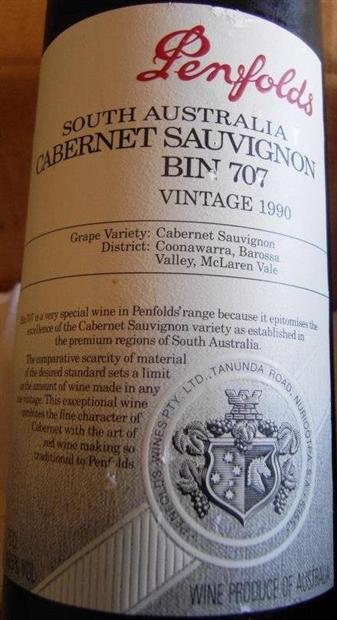 Penfolds
SOUTH AUSTRALIA
CABERNET SAUVIGNON
BIN 707
VINTAGE 1990
Grape Variety: Cabernet Sauvignon
District: Coonawarra, Barossa
Valley, McLaren Vale
Bin 707 is a very special wine in Penfolds' range because it epitomises the
excellence of the Cabernet Sauvignon variety as established in
the premium regions of South Australia.
The comparative scarcity of material
of the desired standard sets a limit
on the amount of wine made in any
one vintage. This exceptional wine
combines the fine character of
Cabernet with the art of
red wine making so
traditional to Penfolds.
PENFOLDS WINES PTY. LTD., TANUNDA ROAD, NURIOOTPA, S.A.
VOL
WINE PRODUCE OF AUSTRALIA